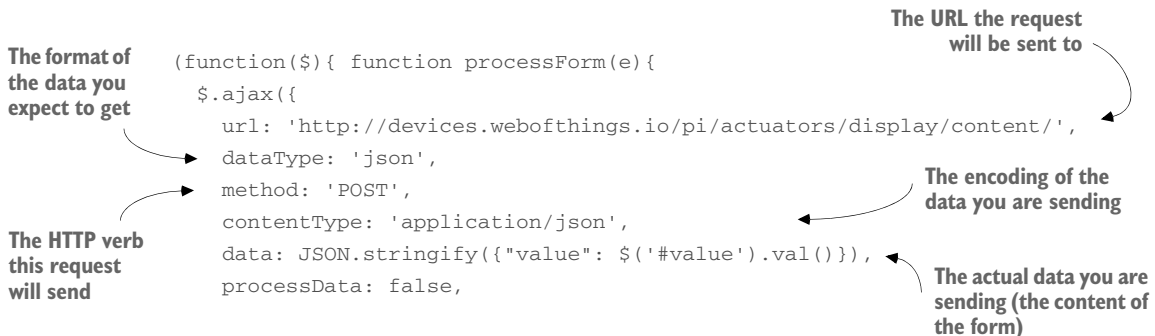 The URL the request
will be sent to
The format of
the data you
expect to get
(function($){ function processForm(e){
$.ajax({
url: 'http://devices.webofthings.io/pi/actuators/display/content/',
dataType: 'json',
method: 'POST',
The encoding of the
data you are sending
contentType: 'application/json',
The HTTP verb
this request
will send
data: JSON.stringify({"value": $('#value').val()}),
processData: false,
The actual data you are
sending (the content of
the form)